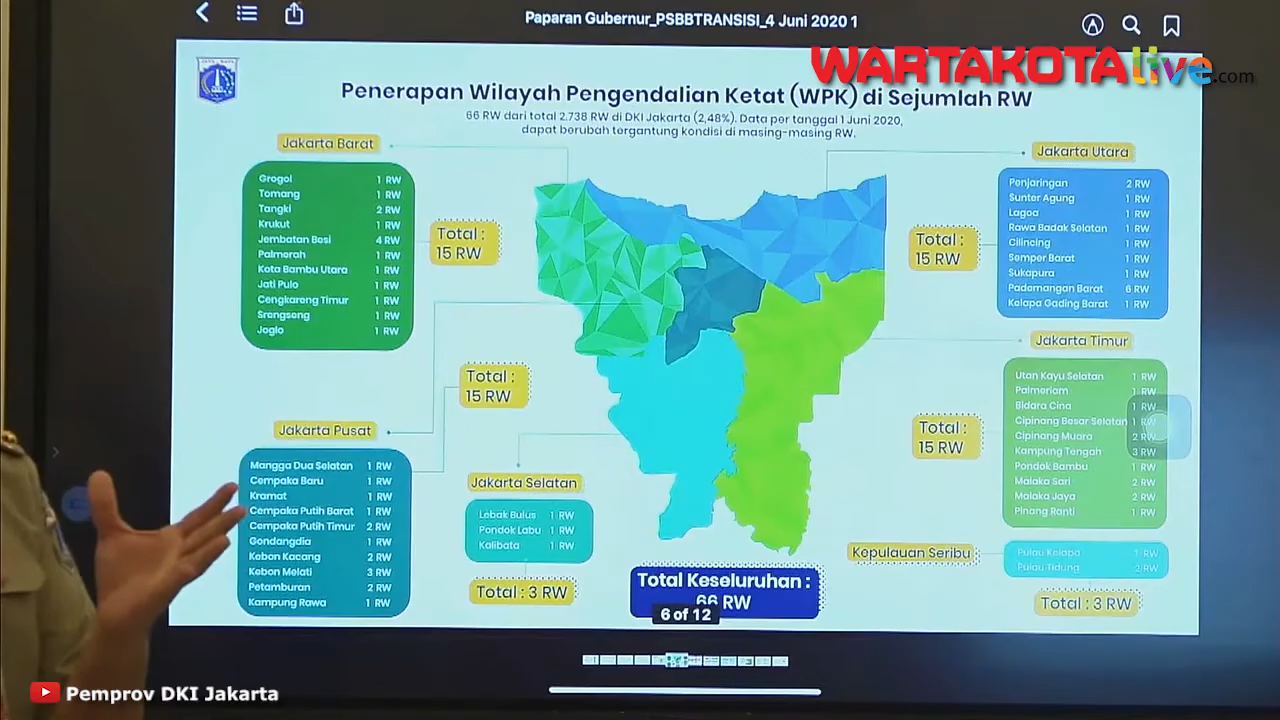 Paparan Gubernur_PSBBTRANSISI_4 Juni 2020 1
WARTAKOTAlive.com
JAYA RAYA
Penerapan Wilayah Pengendalian Ketat (WPK) di Sejumlah RW
66 RW dari total 2.738 RW di DKI Jakarta (2,48%). Data per tanggal 1 Juni 2020,
dapat berubah tergantung kondisi di masing-masing RW.
Jakarta Barat
Grogol 1 RW
Tomang 1 RW
Tangki 2 RW
Krukut 1 RW
Jembatan Besi 4 RW
Palmerah 1 RW
Kota Bambu Utara 1 RW
Jati Pulo 1 RW
Cengkareng Timur 1 RW
Srengseng 1 RW
Joglo 1 RW
Total :
15 RW
Jakarta Utara
Penjaringan 2 RW
Sunter Agung 1 RW
Lagoa 1 RW
Rawa Badak Selatan 1 RW
Cilincing 1 RW
Semper Barat 1 RW
Sukapura 1 RW
Pademangan Barat 6 RW
Kelapa Gading Barat 1 RW
Total :
15 RW
Jakarta Pusat
Mangga Dua Selatan 1 RW
Cempaka Baru 1 RW
Kramat 1 RW
Cempaka Putih Barat 1 RW
Cempaka Putih Timur 2 RW
Gondangdia 1 RW
Kebon Kacang 2 RW
Kebon Melati 3 RW
Petamburan 2 RW
Kampung Rawa 1 RW
Total :
15 RW
Jakarta Selatan
Lebak Bulus 1 RW
Pondok Labu 1 RW
Kalibata 1 RW
Total : 3 RW
Jakarta Timur
Utan Kayu Selatan 1 RW
Palmeriam 1 RW
Bidara Cina 1 RW
Cipinang Besar Selatan 1 RW
Cipinang Muara 2 RW
Kampung Tengah 3 RW
Pondok Bambu 1 RW
Malaka Sari 2 RW
Malaka Jaya 2 RW
Pinang Ranti 1 RW
Total :
15 RW
Kepulauan Seribu
Pulau Kelapa 1 RW
Pulau Tidung 2 RW
Total : 3 RW
Total Keseluruhan :
66 RW
6 of 12
Pemprov DKI Jakarta